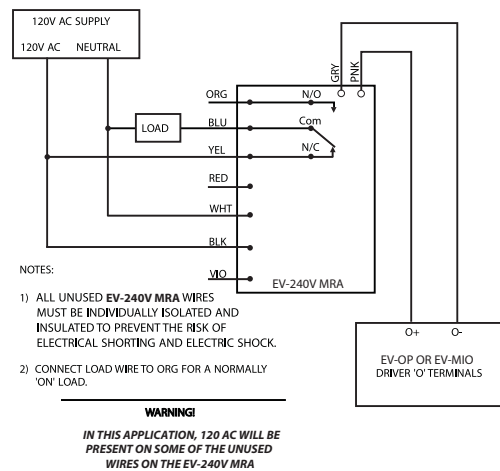 120V AC SUPPLY
120V AC NEUTRAL
GRY
PNK
ORG
N/O
BLU
LOAD
Com
YEL
N/C
RED
WHT
BLK
VIO
EV-240V MRA
NOTES:
1) ALL UNUSED EV-240V MRA WIRES
MUST BE INDIVIDUALLY ISOLATED AND
INSULATED TO PREVENT THE RISK OF
ELECTRICAL SHORTING AND ELECTRIC SHOCK.
2) CONNECT LOAD WIRE TO ORG FOR A NORMALLY
'ON' LOAD.
O+ O-
EV-OP OR EV-MIO
DRIVER 'O' TERMINALS
WARNING!
IN THIS APPLICATION, 120 AC WILL BE
PRESENT ON SOME OF THE UNUSED
WIRES ON THE EV-240V MRA